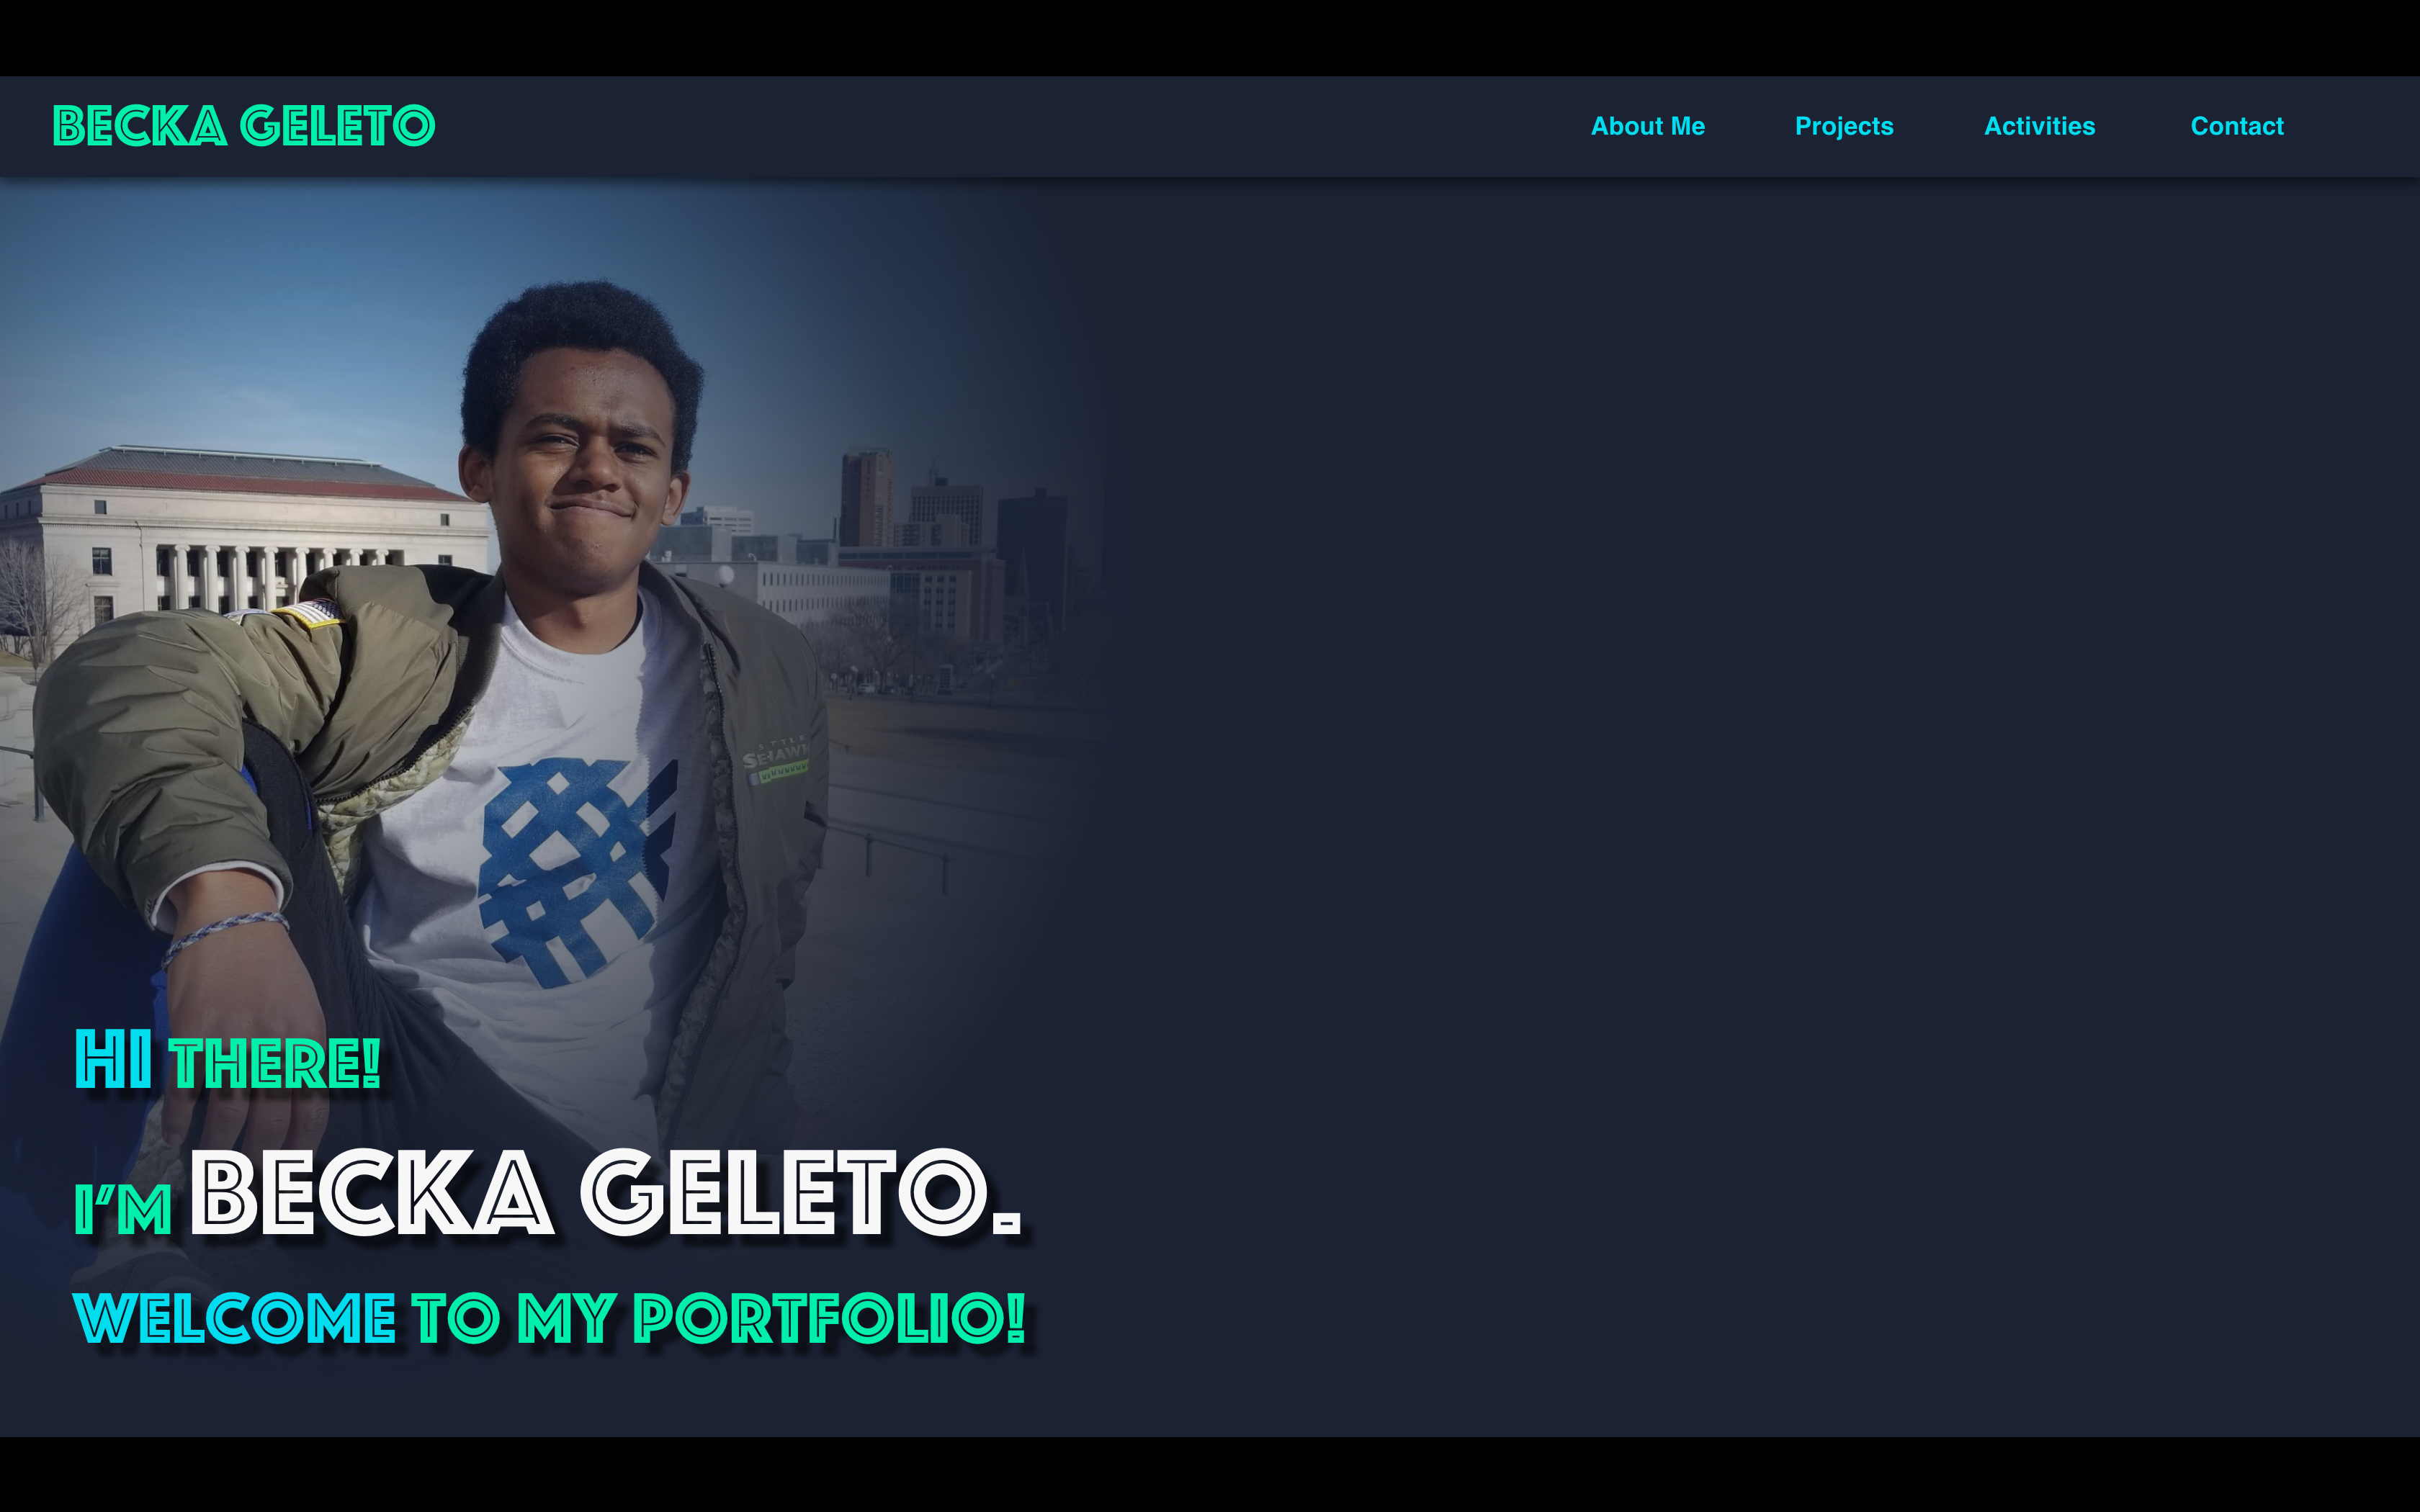 BECKA GELETO
About Me Projects Activities Contact
HI THERE!
I'M BECKA GELETO.
WELCOME TO MY PORTFOLIO!